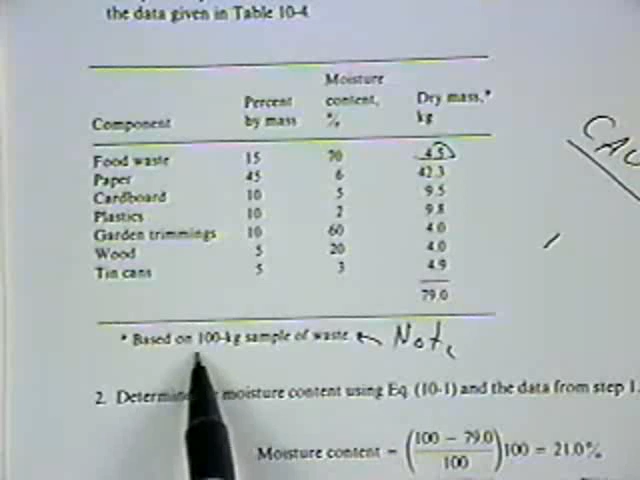 the data given in Table 10-4
Moisture
Percent content, Dry mass,*
Component by mass % kg
Food waste 15 70 4.5
Paper 45 6 42.3
Cardboard 10 5 9.5
Plastics 10 2 9.8
Garden trimmings 10 60 4.0
Wood 5 20 4.0
Tin cans 5 3 4.9
79.0
* Based on 100-kg sample of waste Note
2. Determine moisture content using Eq. (10-1) and the data from step 1.
Moisture content = (100 − 79.0 / 100) 100 = 21.0%
CAU